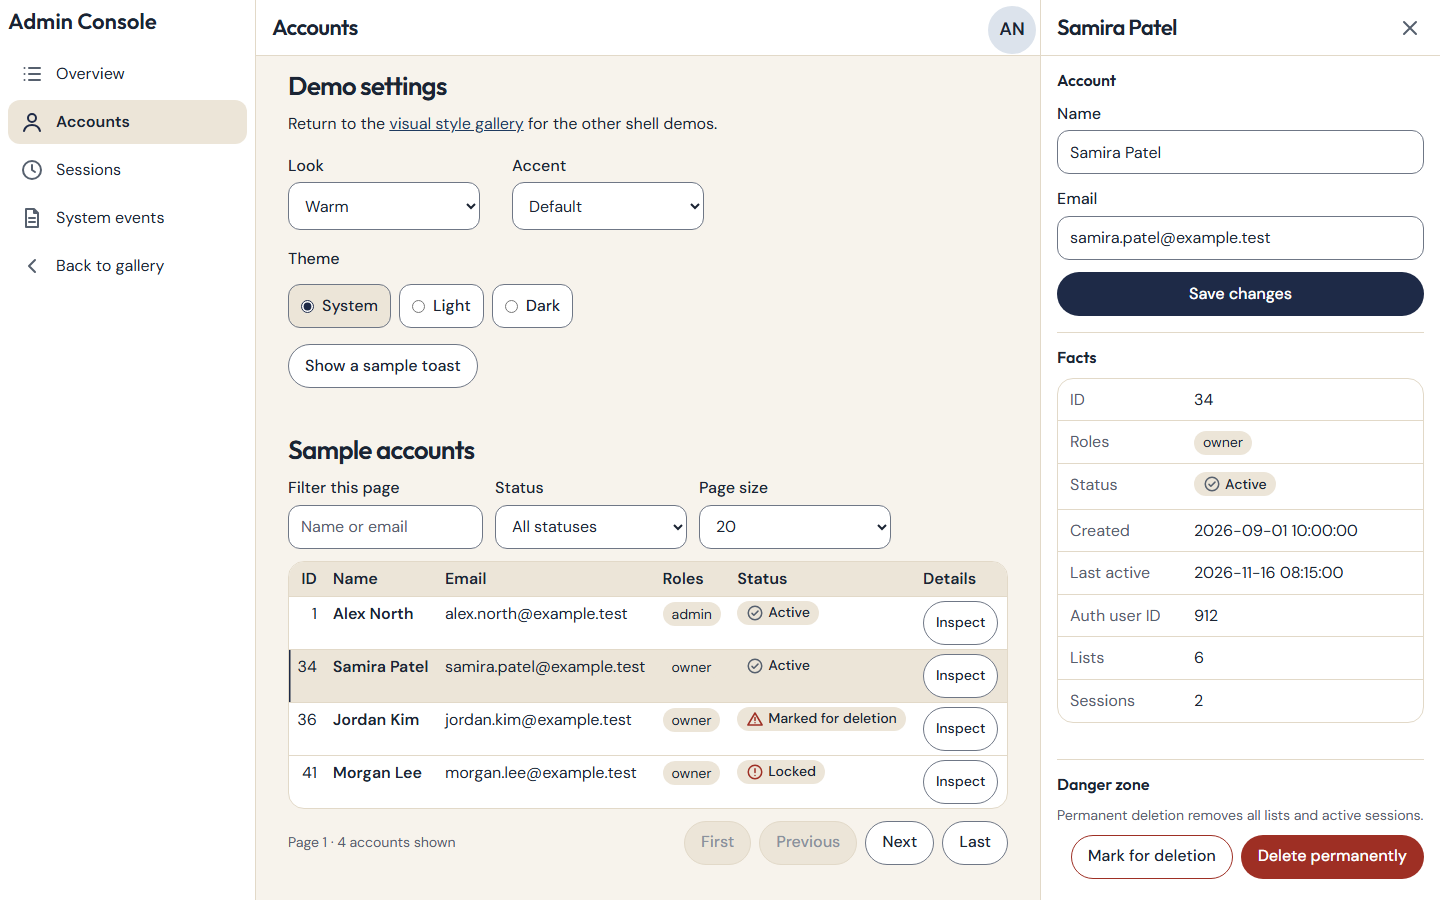 Admin Console
Overview
Accounts
Sessions
System events
Back to gallery
Accounts
AN
Demo settings
Return to the visual style gallery for the other shell demos.
Look
Accent
Warm
Default
Theme
System
Light
Dark
Show a sample toast
Sample accounts
Filter this page
Status
Page size
Name or email
All statuses
20
ID Name Email Roles Status Details
1 Alex North alex.north@example.test admin Active Inspect
34 Samira Patel samira.patel@example.test owner Active Inspect
36 Jordan Kim jordan.kim@example.test owner Marked for deletion Inspect
41 Morgan Lee morgan.lee@example.test owner Locked Inspect
Page 1 · 4 accounts shown
First
Previous
Next
Last
Samira Patel
Account
Name
Samira Patel
Email
samira.patel@example.test
Save changes
Facts
ID 34
Roles owner
Status Active
Created 2026-09-01 10:00:00
Last active 2026-11-16 08:15:00
Auth user ID 912
Lists 6
Sessions 2
Danger zone
Permanent deletion removes all lists and active sessions.
Mark for deletion
Delete permanently